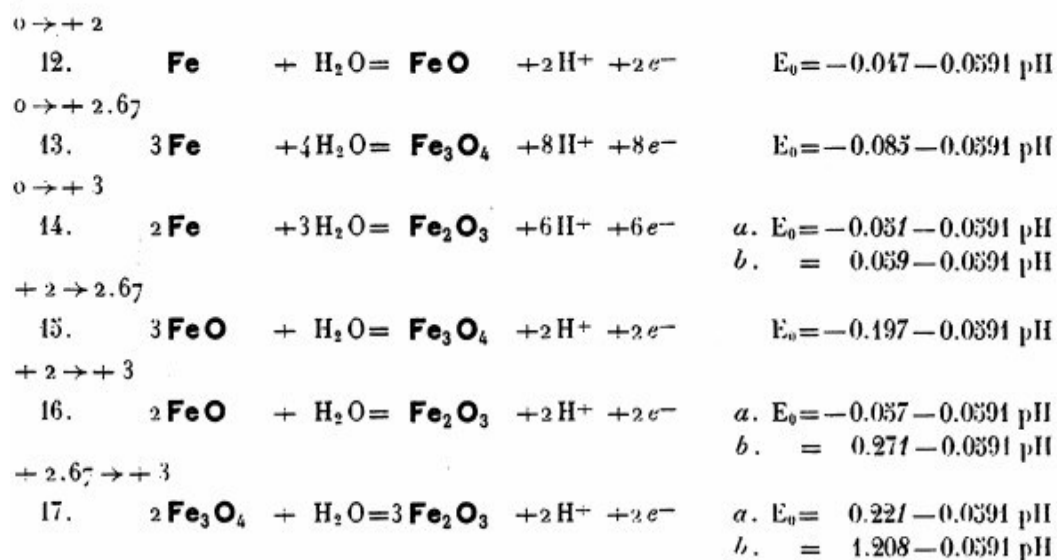 0 → + 2
12. Fe + H₂O = FeO + 2H⁺ + 2e⁻ E₀ = −0.047 − 0.0591 pH
0 → + 2.67
13. 3Fe + 4H₂O = Fe₃O₄ + 8H⁺ + 8e⁻ E₀ = −0.085 − 0.0591 pH
0 → + 3
14. 2Fe + 3H₂O = Fe₂O₃ + 6H⁺ + 6e⁻ a. E₀ = −0.051 − 0.0591 pH
b. = 0.059 − 0.0591 pH
+ 2 → 2.67
15. 3FeO + H₂O = Fe₃O₄ + 2H⁺ + 2e⁻ E₀ = −0.197 − 0.0591 pH
+ 2 → + 3
16. 2FeO + H₂O = Fe₂O₃ + 2H⁺ + 2e⁻ a. E₀ = −0.057 − 0.0591 pH
b. = 0.271 − 0.0591 pH
+ 2.67 → + 3
17. 2Fe₃O₄ + H₂O = 3Fe₂O₃ + 2H⁺ + 2e⁻ a. E₀ = 0.221 − 0.0591 pH
b. = 1.208 − 0.0591 pH